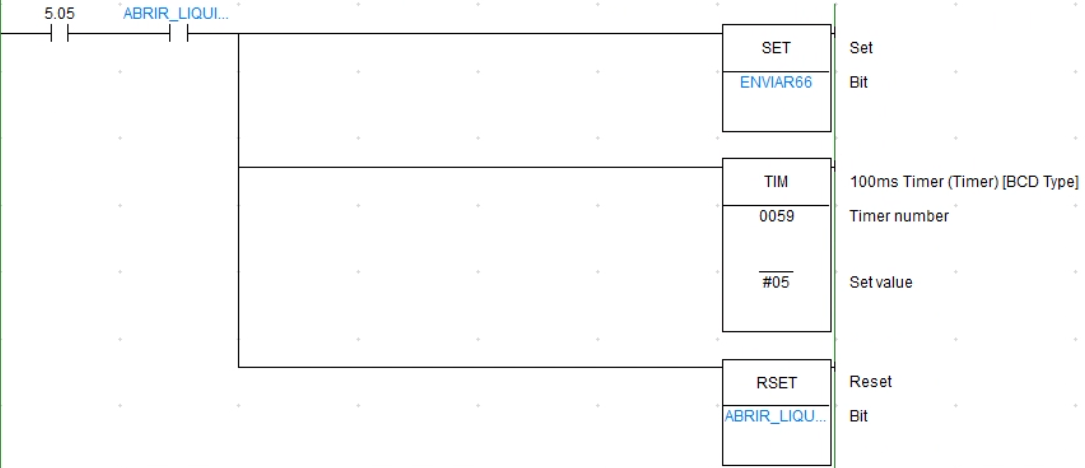 5.05 ABRIR_LIQUI...
SET Set
ENVIAR66 Bit
TIM 100ms Timer (Timer) [BCD Type]
0059 Timer number
#05 Set value
RSET Reset
ABRIR_LIQU... Bit